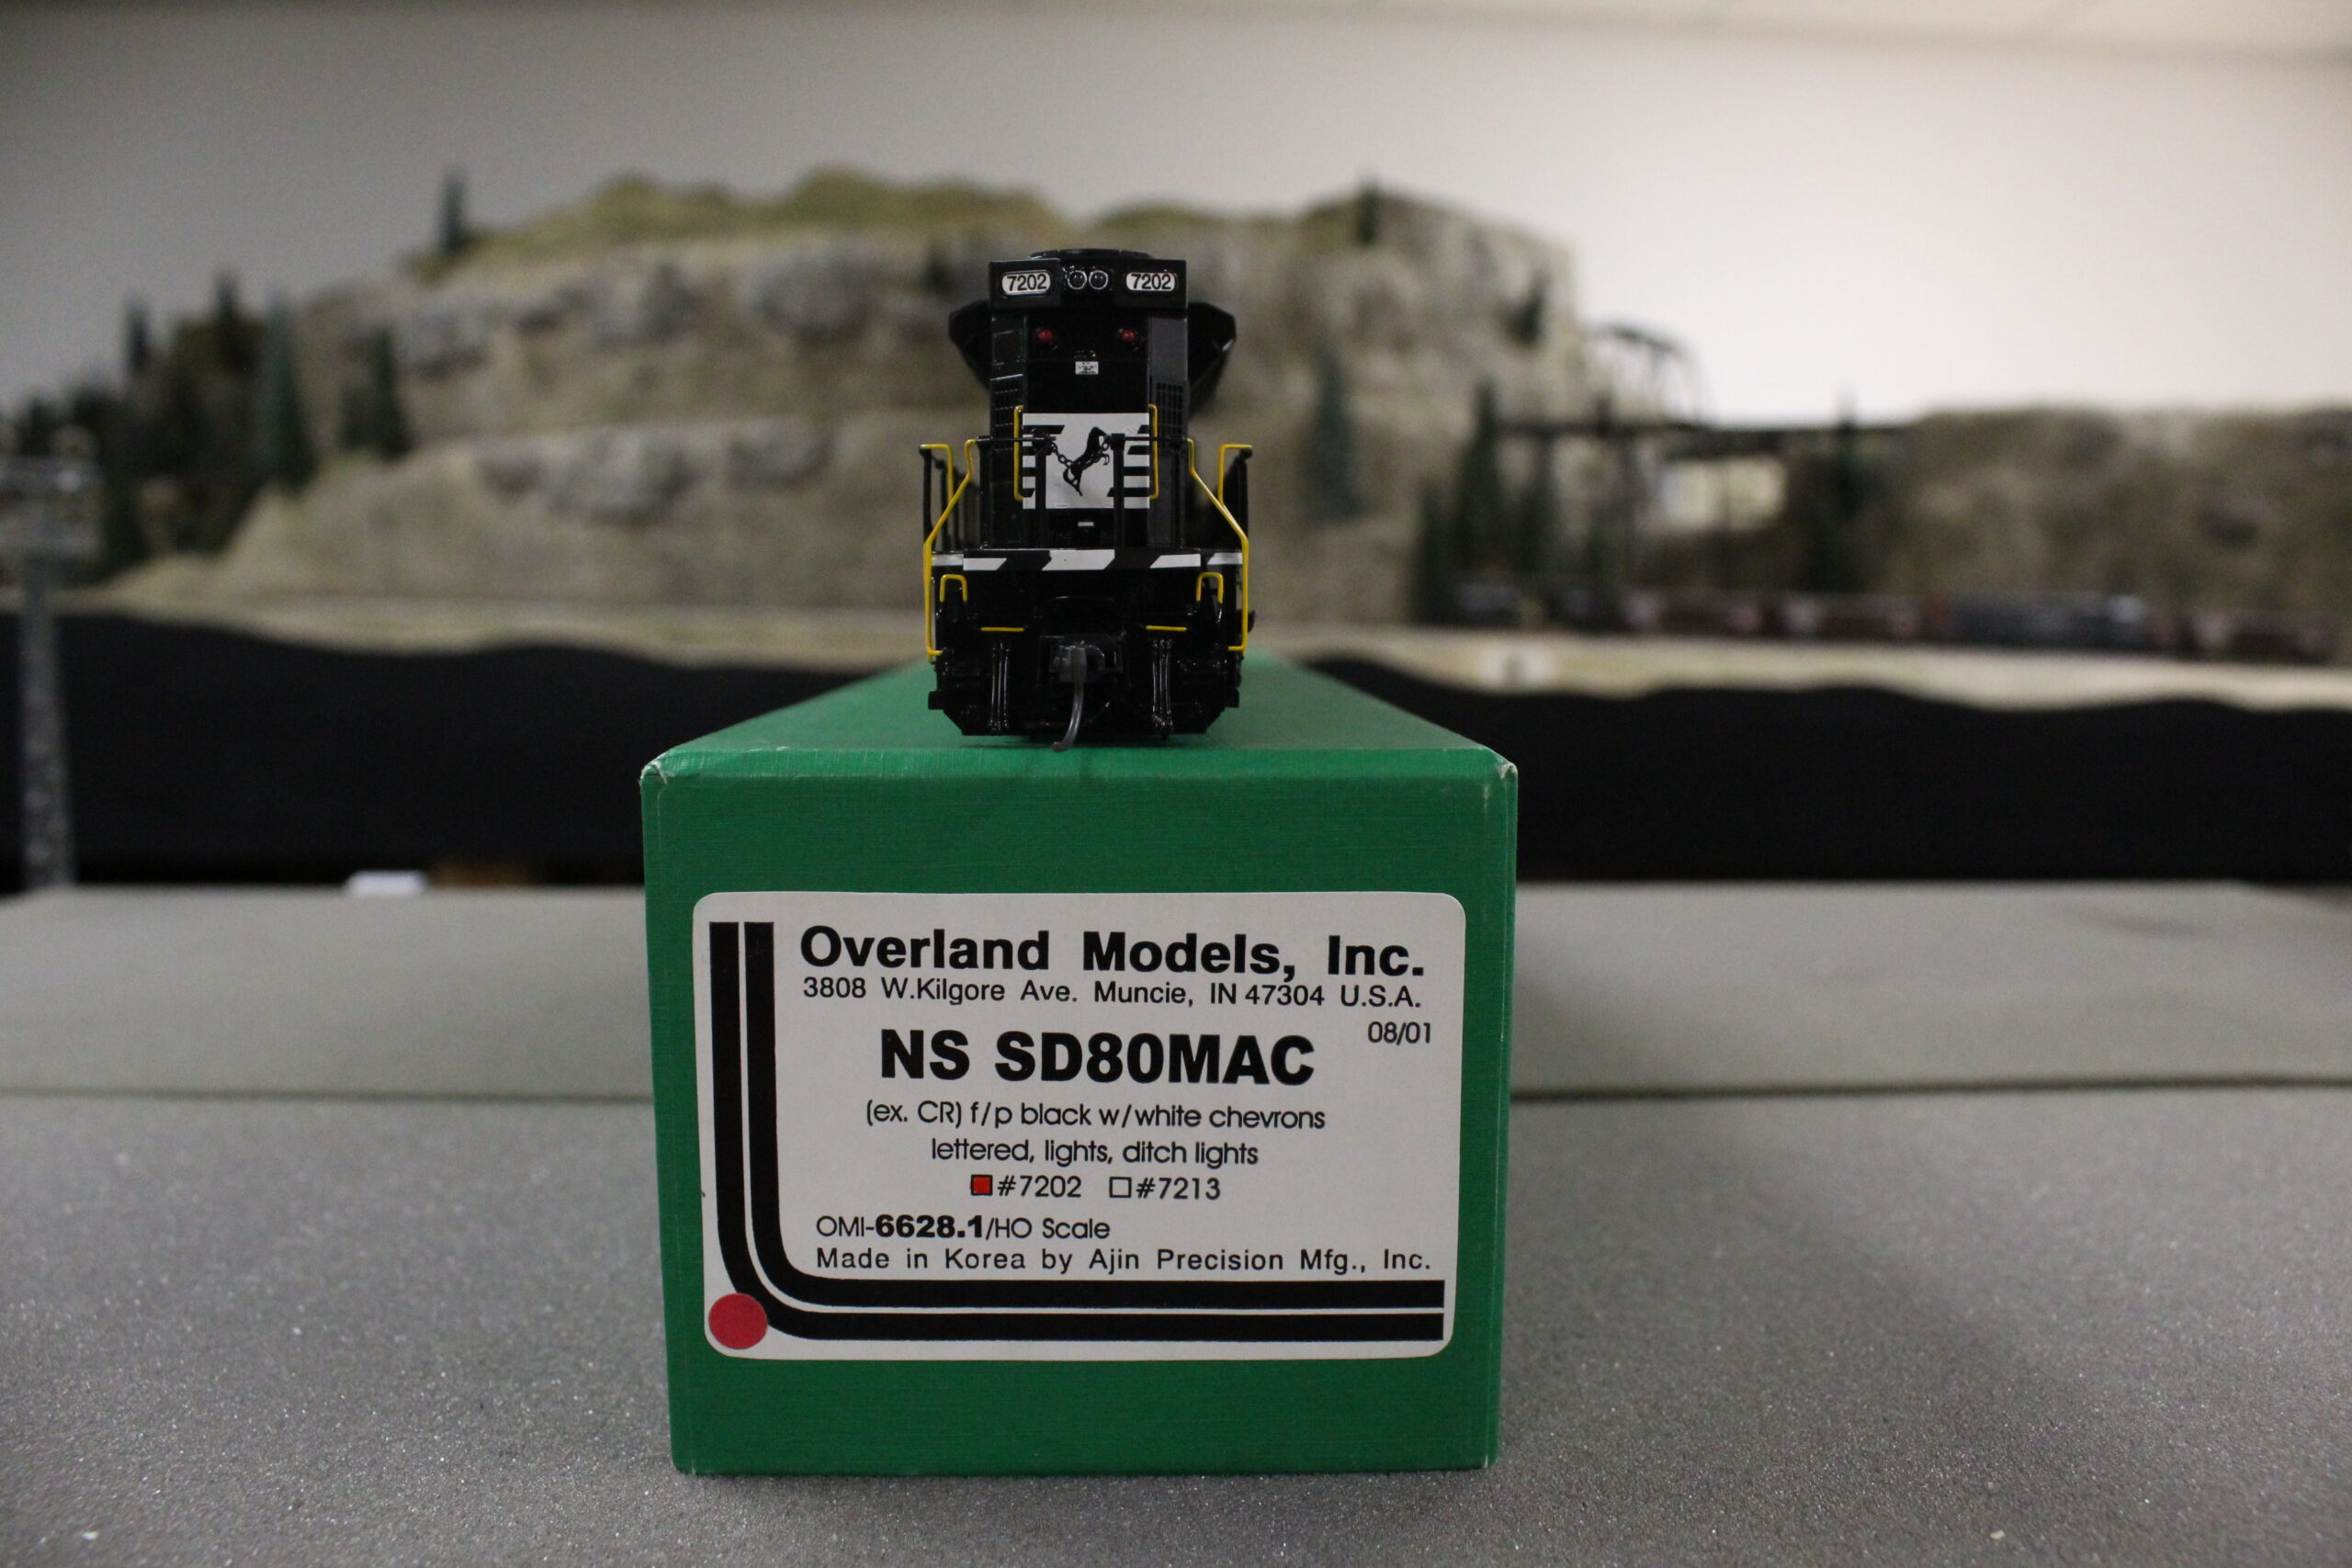 7202 7202
Overland Models, Inc.
3808 W.Kilgore Ave. Muncie, IN 47304 U.S.A.
08/01
NS SD80MAC
(ex. CR) f/p black w/white chevrons
lettered, lights, ditch lights
#7202 #7213
OMI-6628.1/HO Scale
Made in Korea by Ajin Precision Mfg., Inc.